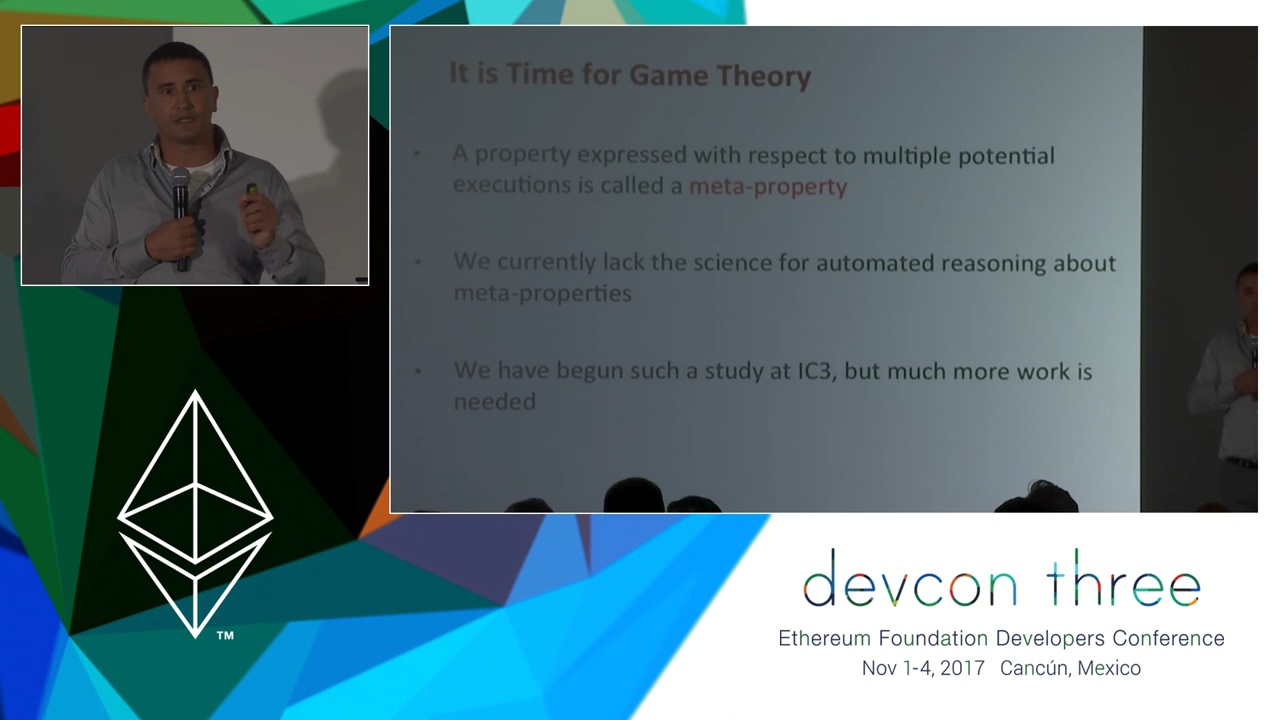 It is Time for Game Theory
• A property expressed with respect to multiple potential
executions is called a meta-property
• We currently lack the science for automated reasoning about
meta-properties
• We have begun such a study at IC3, but much more work is
needed
TM
devcon three
Ethereum Foundation Developers Conference
Nov 1-4, 2017 Cancún, Mexico